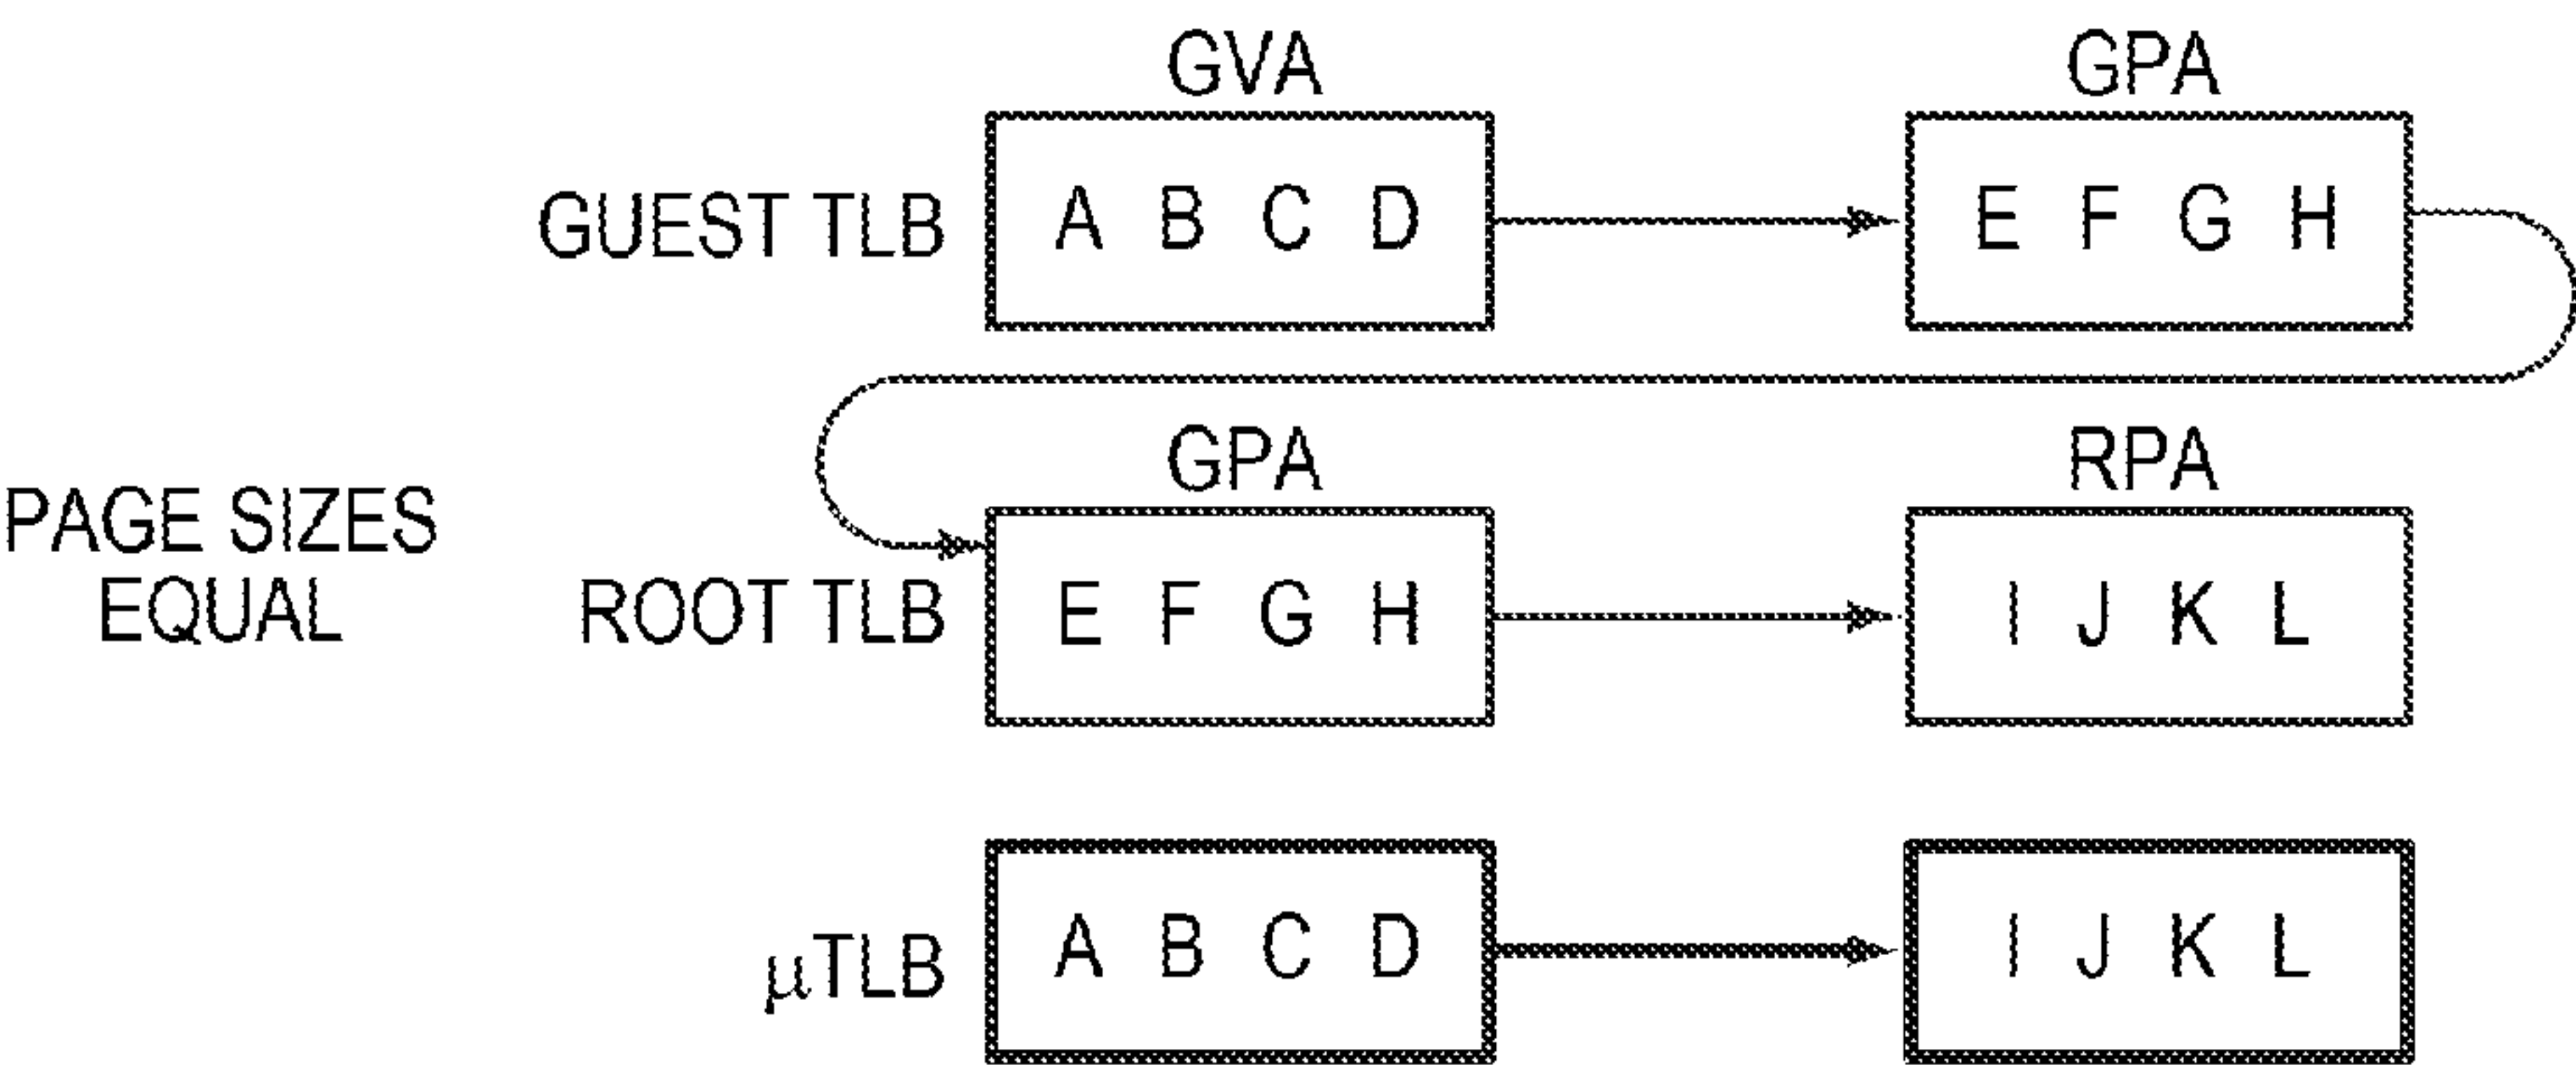 GVA GPA
GUEST TLB A B C D E F G H
GPA RPA
PAGE SIZES
EQUAL
ROOT TLB E F G H I J K L
μTLB A B C D I J K L